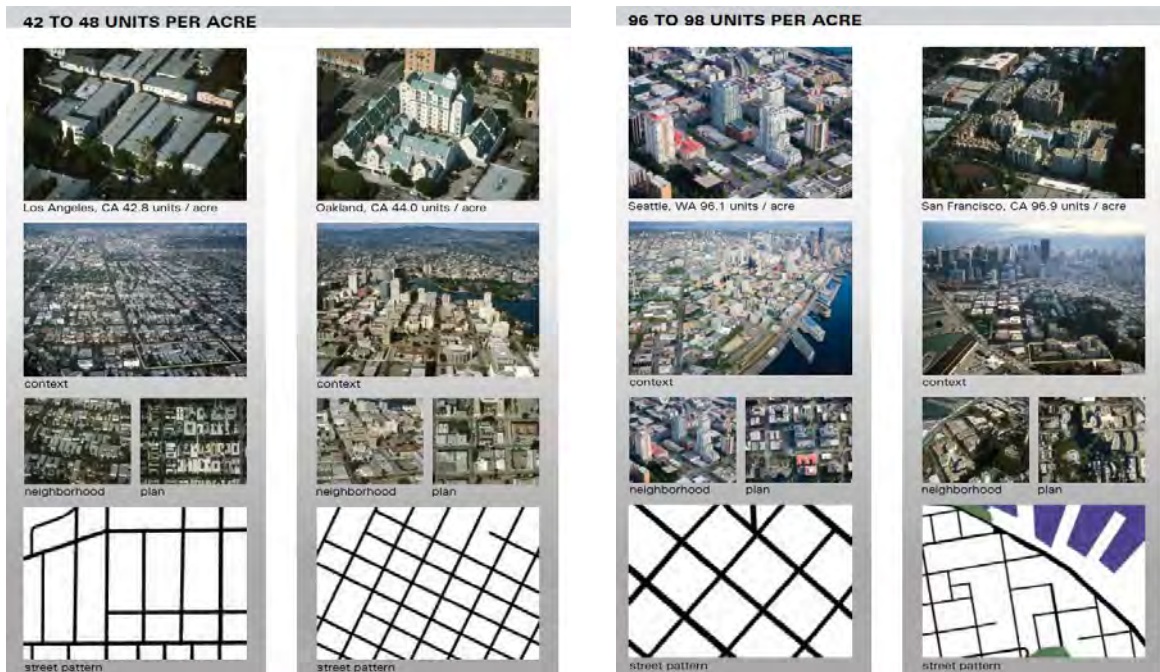 42 TO 48 UNITS PER ACRE
Los Angeles, CA 42.8 units / acre
Oakland, CA 44.0 units / acre
context
context
neighborhood
plan
neighborhood
plan
street pattern
street pattern
96 TO 98 UNITS PER ACRE
Seattle, WA 96.1 units / acre
San Francisco, CA 96.9 units / acre
context
context
neighborhood
plan
neighborhood
plan
street pattern
street pattern